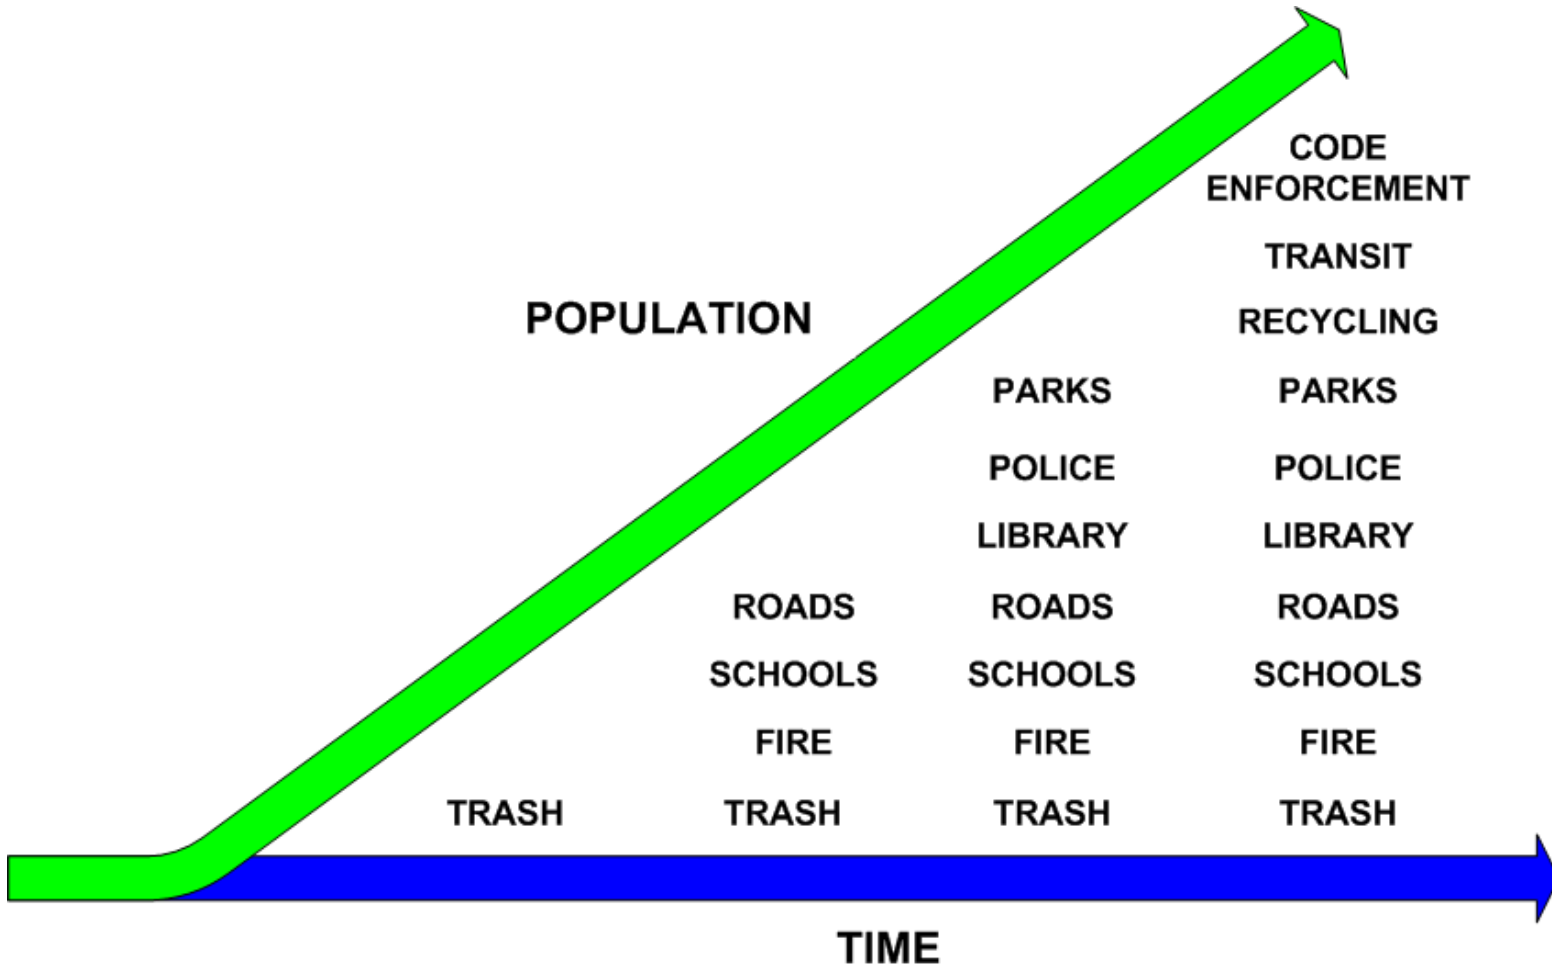 CODE
ENFORCEMENT
TRANSIT
POPULATION
RECYCLING
PARKS PARKS
POLICE POLICE
LIBRARY LIBRARY
ROADS ROADS ROADS
SCHOOLS SCHOOLS SCHOOLS
FIRE FIRE FIRE
TRASH TRASH TRASH TRASH
TIME